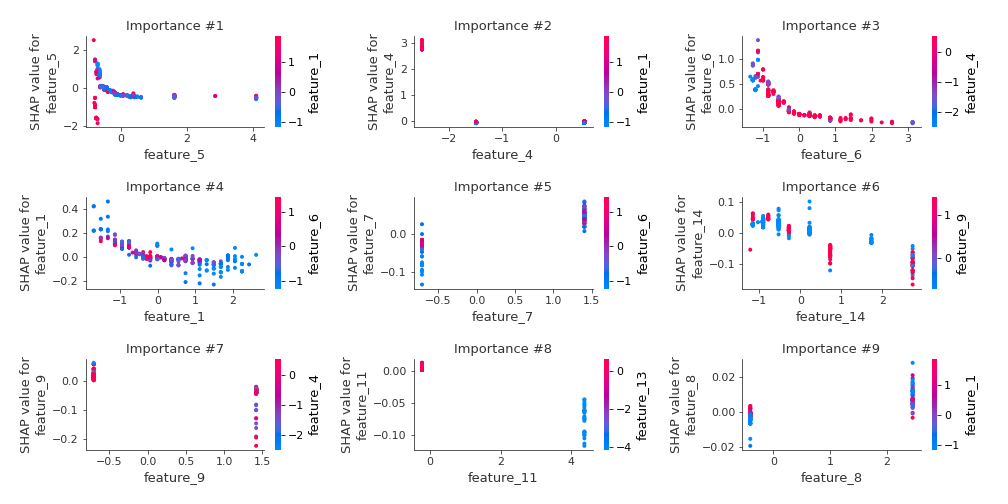 Importance #1
SHAP value for
feature_5
2
0
−2
0
2
4
feature_5
1
0
−1
feature_1
Importance #2
SHAP value for
feature_4
3
2
1
0
−2
−1
0
feature_4
1
0
−1
feature_1
Importance #3
SHAP value for
feature_6
1.0
0.5
0.0
−1
0
1
2
3
feature_6
0
−1
−2
feature_4
Importance #4
SHAP value for
feature_1
0.4
0.2
0.0
−0.2
−1
0
1
2
feature_1
1
0
−1
feature_6
Importance #5
SHAP value for
feature_7
0.0
−0.1
−0.5
0.0
0.5
1.0
1.5
feature_7
1
0
−1
feature_6
Importance #6
SHAP value for
feature_14
0.1
0.0
−0.1
−1
0
1
2
feature_14
1
0
feature_9
Importance #7
SHAP value for
feature_9
0.0
−0.1
−0.2
−0.5
0.0
0.5
1.0
1.5
feature_9
0
−1
−2
feature_4
Importance #8
SHAP value for
feature_11
0.00
−0.05
−0.10
0
2
4
feature_11
0
−2
−4
feature_13
Importance #9
SHAP value for
feature_8
0.02
0.00
−0.02
0
2
feature_8
1
0
−1
feature_1